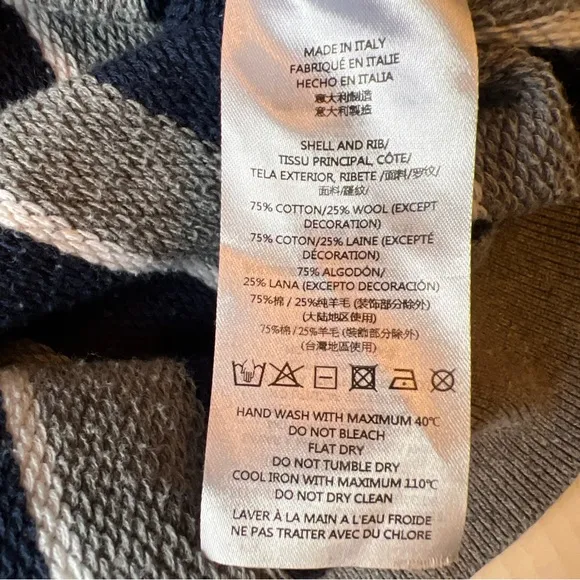 MADE IN ITALY
FABRIQUÉ EN ITALIE
HECHO EN ITALIA
意大利制造
意大利製造
SHELL AND RIB/
TISSU PRINCIPAL, CÔTE/
TELA EXTERIOR, RIBETE /面料/罗纹/
面料/羅紋/
75% COTTON/25% WOOL (EXCEPT
DECORATION)
75% COTON/25% LAINE (EXCEPTÉ
DÉCORATION)
75% ALGODÓN/
25% LANA (EXCEPTO DECORACIÓN)
75%棉 / 25%纯羊毛 (装饰部分除外)
(大陆地区使用)
75%棉 / 25%羊毛 (裝飾部分除外)
(台灣地區使用)
HAND WASH WITH MAXIMUM 40℃
DO NOT BLEACH
FLAT DRY
DO NOT TUMBLE DRY
COOL IRON WITH MAXIMUM 110℃
DO NOT DRY CLEAN
LAVER À LA MAIN A L'EAU FROIDE
NE PAS TRAITER AVEC DU CHLORE